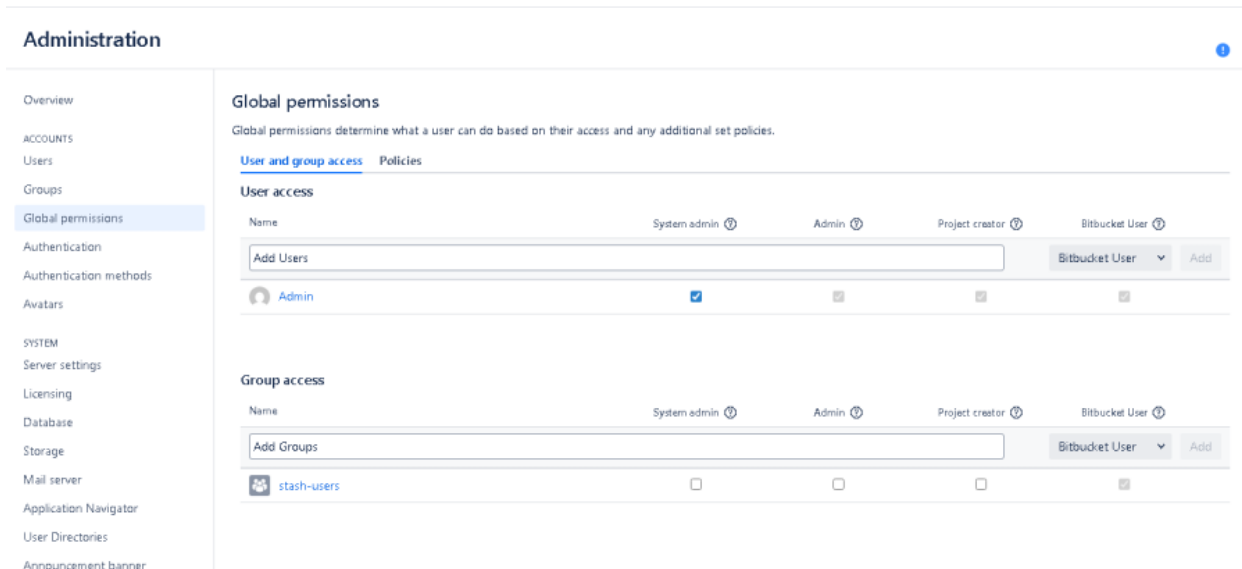 Administration
Overview
ACCOUNTS
Users
Groups
Global permissions
Authentication
Authentication methods
Avatars
SYSTEM
Server settings
Licensing
Database
Storage
Mail server
Application Navigator
User Directories
Announcement banner
Global permissions
Global permissions determine what a user can do based on their access and any additional set policies.
User and group access Policies
User access
Name System admin Admin Project creator Bitbucket User
Add Users Bitbucket User Add
Admin
Group access
Name System admin Admin Project creator Bitbucket User
Add Groups Bitbucket User Add
stash-users